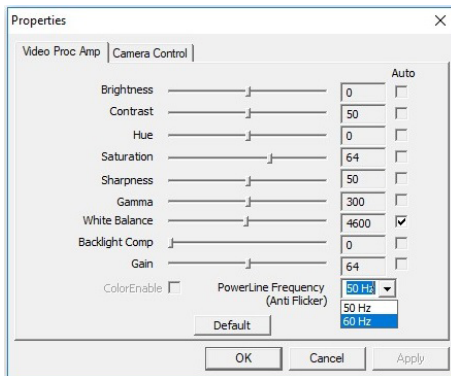 Properties
Video Proc Amp Camera Control
Auto
Brightness 0
Contrast 50
Hue 0
Saturation 64
Sharpness 50
Gamma 300
White Balance 4600
Backlight Comp 0
Gain 64
ColorEnable PowerLine Frequency 50 Hz
(Anti Flicker)
50 Hz
60 Hz
Default
OK Cancel Apply